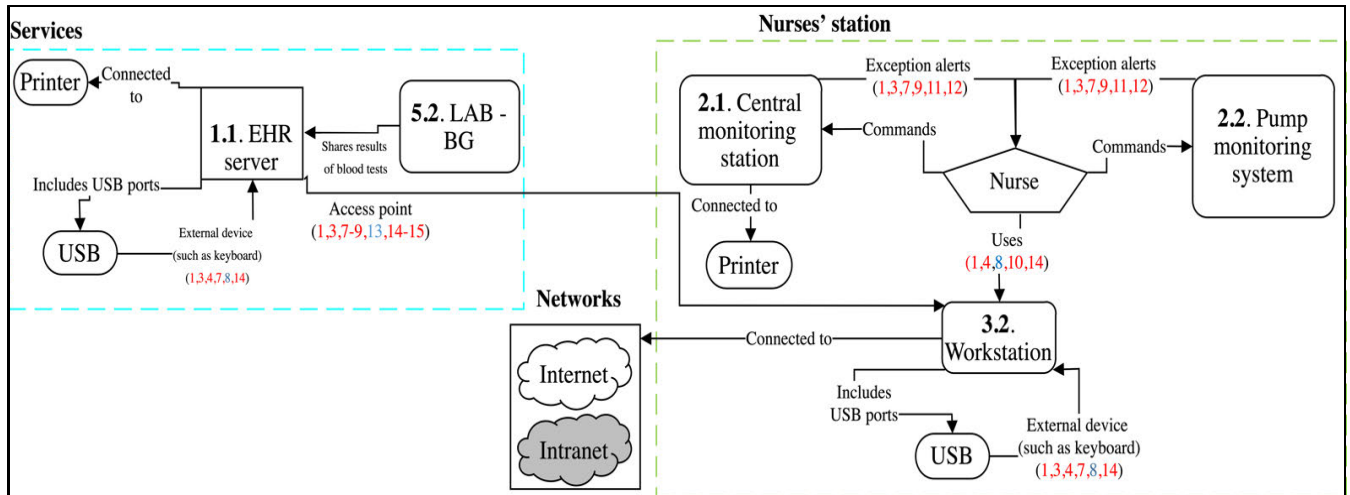 Services
Printer
Connected
to
1.1. EHR
server
5.2. LAB -
BG
Shares results
of blood tests
Includes USB ports
USB
External device
(such as keyboard)
(1,3,4,7,8,14)
Access point
(1,3,7-9,13,14-15)
Networks
Internet
Intranet
Nurses’ station
2.1. Central
monitoring
station
Exception alerts
(1,3,7,9,11,12)
Exception alerts
(1,3,7,9,11,12)
2.2. Pump
monitoring
system
Commands
Commands
Nurse
Connected to
Printer
Uses
(1,4,8,10,14)
3.2.
Workstation
Connected to
Includes
USB ports
USB
External device
(such as keyboard)
(1,3,4,7,8,14)